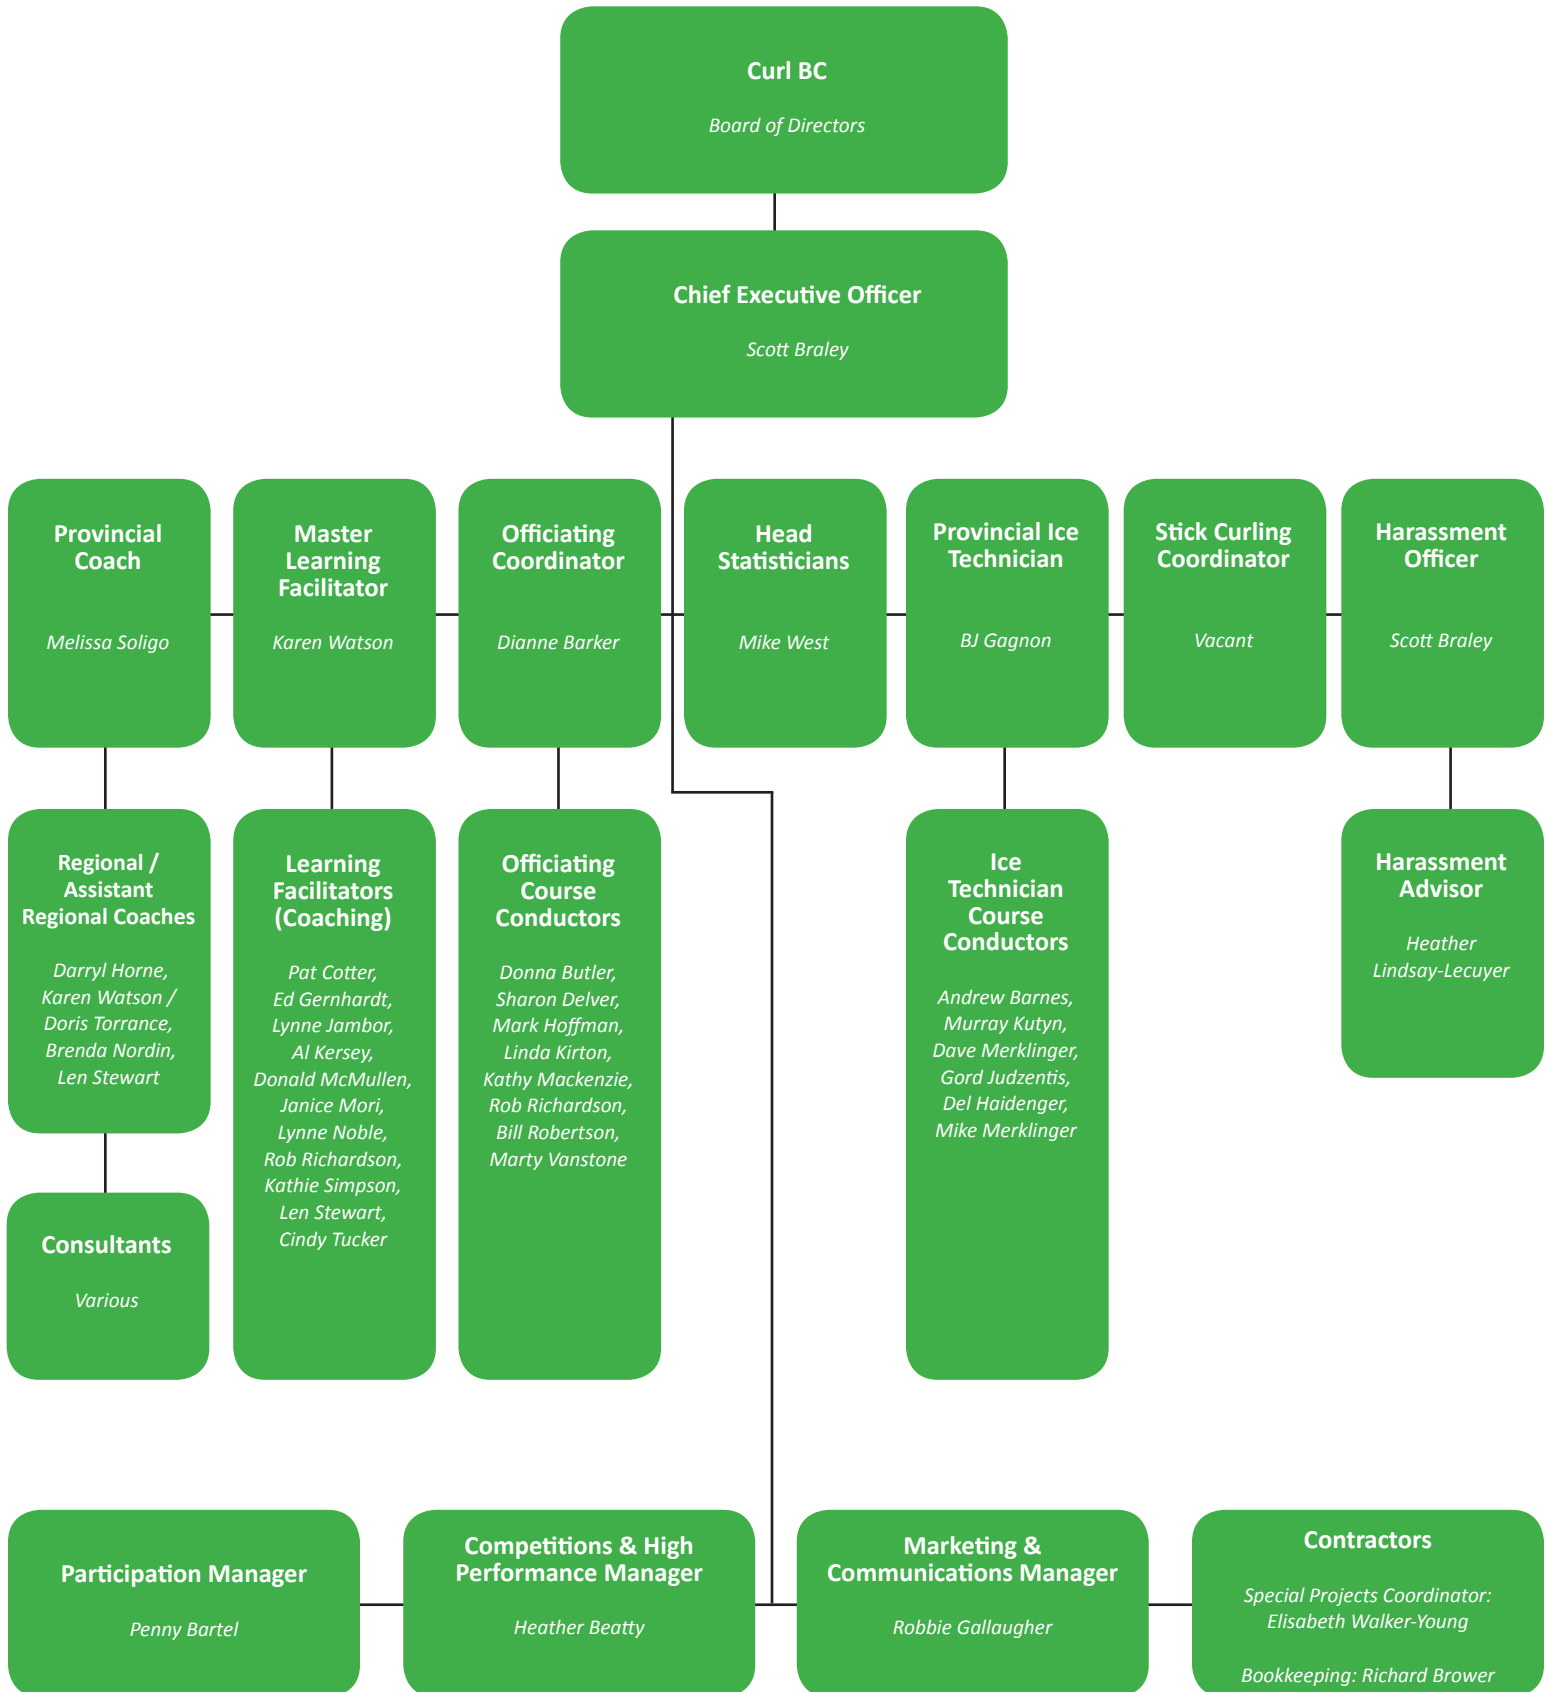 Curl BC
Board of Directors
Chief Executive Officer
Scott Braley
Provincial
Coach
Melissa Soligo
Master
Learning
Facilitator
Karen Watson
Officiating
Coordinator
Dianne Barker
Head
Statisticians
Mike West
Provincial Ice
Technician
BJ Gagnon
Stick Curling
Coordinator
Vacant
Harassment
Officer
Scott Braley
Regional /
Assistant
Regional Coaches
Darryl Horne,
Karen Watson /
Doris Torrance,
Brenda Nordin,
Len Stewart
Consultants
Various
Learning
Facilitators
(Coaching)
Pat Cotter,
Ed Gernhardt,
Lynne Jambor,
Al Kersey,
Donald McMullen,
Janice Mori,
Lynne Noble,
Rob Richardson,
Kathie Simpson,
Len Stewart,
Cindy Tucker
Officiating
Course
Conductors
Donna Butler,
Sharon Delver,
Mark Hoffman,
Linda Kirton,
Kathy Mackenzie,
Rob Richardson,
Bill Robertson,
Marty Vanstone
Ice
Technician
Course
Conductors
Andrew Barnes,
Murray Kutyn,
Dave Merklinger,
Gord Judzentis,
Del Haidenger,
Mike Merklinger
Harassment
Advisor
Heather
Lindsay-Lecuyer
Participation Manager
Penny Bartel
Competitions & High
Performance Manager
Heather Beatty
Marketing &
Communications Manager
Robbie Gallaugher
Contractors
Special Projects Coordinator:
Elisabeth Walker-Young
Bookkeeping: Richard Brower